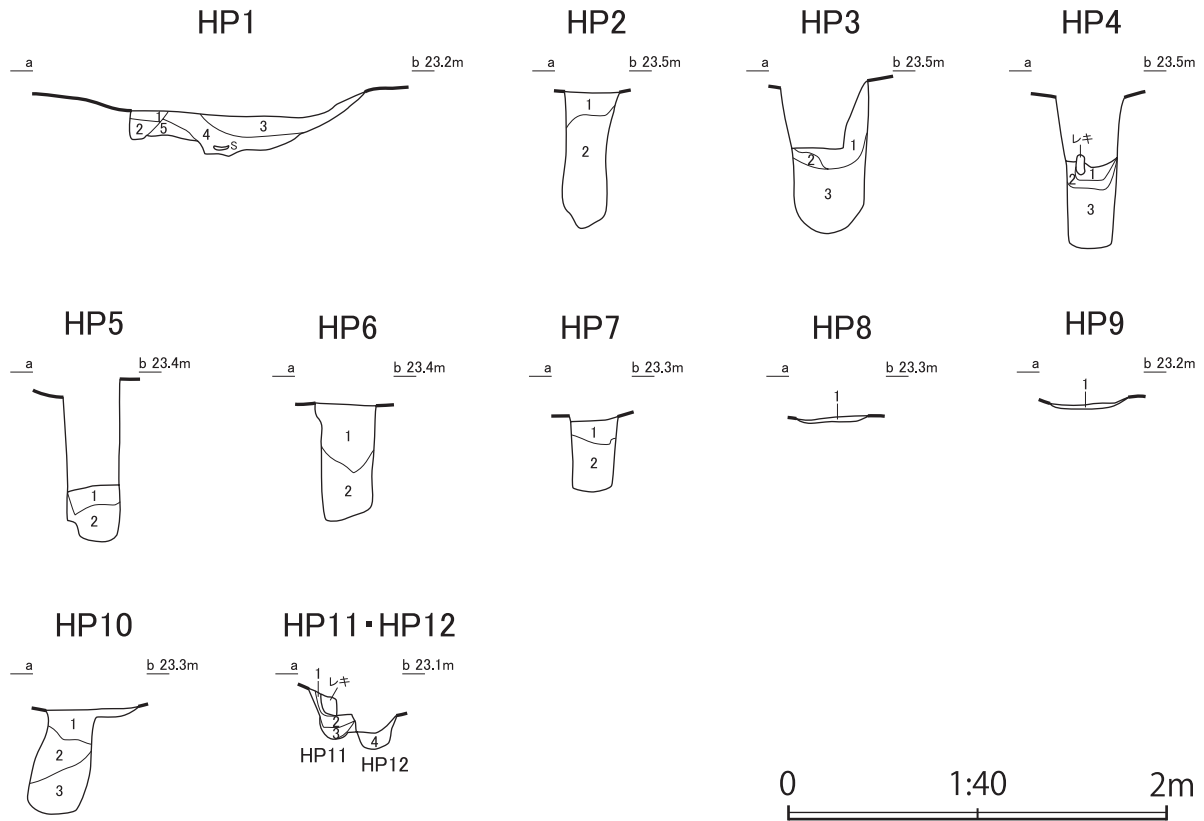 HP1
HP2
HP3
HP4
a b 23.2m
a b 23.5m
a b 23.5m
a b 23.5m
1 2 5 4 3 S
1 2
1 2 3
レキ
1 2 3
HP5
HP6
HP7
HP8
HP9
a b 23.4m
a b 23.4m
a b 23.3m
a b 23.3m
a b 23.2m
1 2
1 2
1 2
1
1
HP10
HP11・HP12
a b 23.3m
a b 23.1m
1 2 3
1 レキ
2
3 4
HP11
HP12
0 1:40 2m